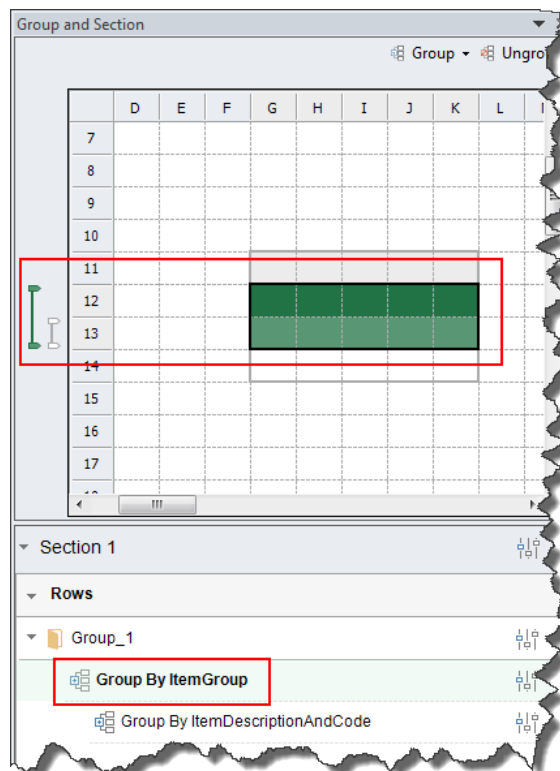 Group and Section
Group Ungro
D E F G H I J K L
7
8
9
10
11
12
13
14
15
16
17
Section 1
Rows
Group_1
Group By ItemGroup
Group By ItemDescriptionAndCode